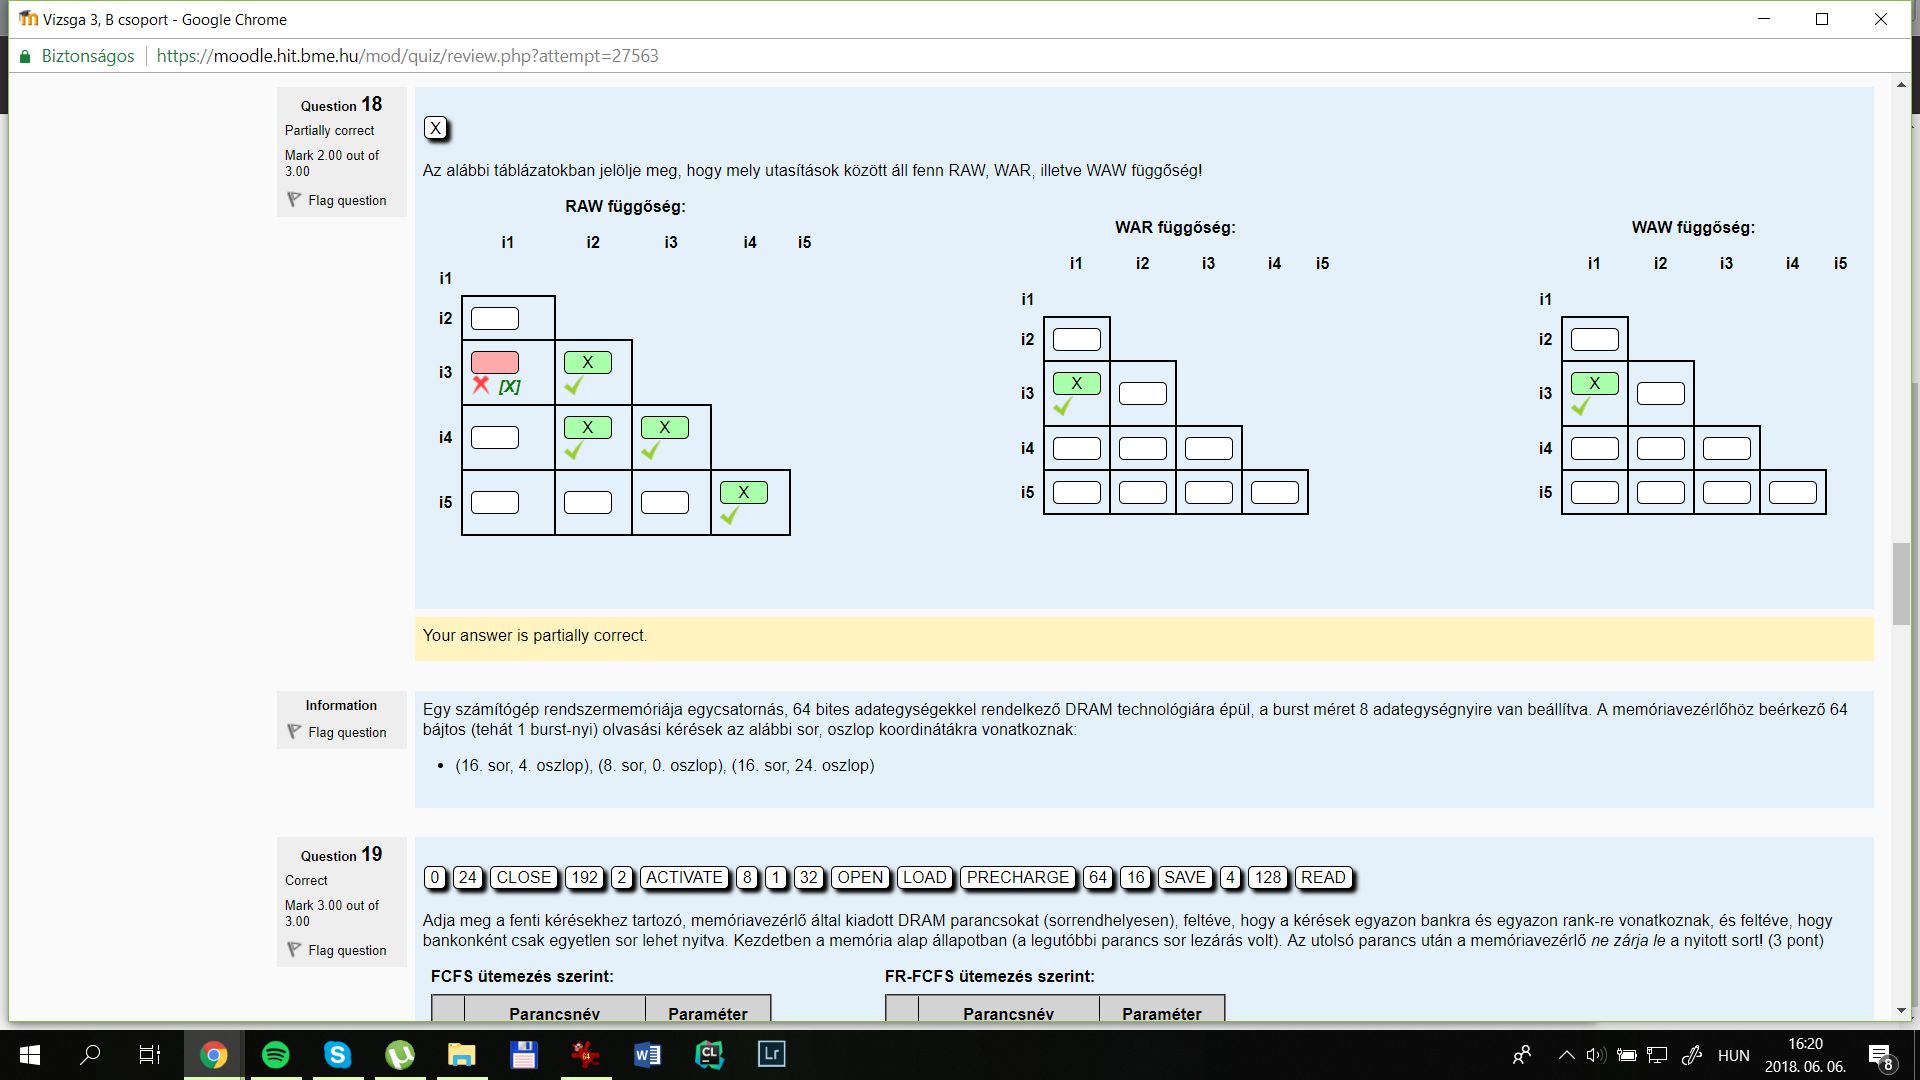 Vizsga 3, B csoport - Google Chrome
Biztonságos https://moodle.hit.bme.hu/mod/quiz/review.php?attempt=27563
Question 18
Partially correct
Mark 2.00 out of
3.00
Flag question
X
Az alábbi táblázatokban jelölje meg, hogy mely utasítások között áll fenn RAW, WAR, illetve WAW függőség!
RAW függőség:
i1 i2 i3 i4 i5
i1
i2
i3 X
[X]
i4 X X
i5 X
WAR függőség:
i1 i2 i3 i4 i5
i1
i2
i3 X
i4
i5
WAW függőség:
i1 i2 i3 i4 i5
i1
i2
i3 X
i4
i5
Your answer is partially correct.
Information
Flag question
Egy számítógép rendszermemóriája egycsatornás, 64 bites adategységekkel rendelkező DRAM technológiára épül, a burst méret 8 adategységnyire van beállítva. A memóriavezérlőhöz beérkező 64
bájtos (tehát 1 burst-nyi) olvasási kérések az alábbi sor, oszlop koordinátákra vonatkoznak:
• (16. sor, 4. oszlop), (8. sor, 0. oszlop), (16. sor, 24. oszlop)
Question 19
Correct
Mark 3.00 out of
3.00
Flag question
0 24 CLOSE 192 2 ACTIVATE 8 1 32 OPEN LOAD PRECHARGE 64 16 SAVE 4 128 READ
Adja meg a fenti kérésekhez tartozó, memóriavezérlő által kiadott DRAM parancsokat (sorrendhelyesen), feltéve, hogy a kérések egyazon bankra és egyazon rank-re vonatkoznak, és feltéve, hogy
bankonként csak egyetlen sor lehet nyitva. Kezdetben a memória alap állapotban (a legutóbbi parancs sor lezárás volt). Az utolsó parancs után a memóriavezérlő ne zárja le a nyitott sort! (3 pont)
FCFS ütemezés szerint:
Parancsnév Paraméter
FR-FCFS ütemezés szerint:
Parancsnév Paraméter
64
W
CL
Lr
HUN
16:20
2018. 06. 06.
8